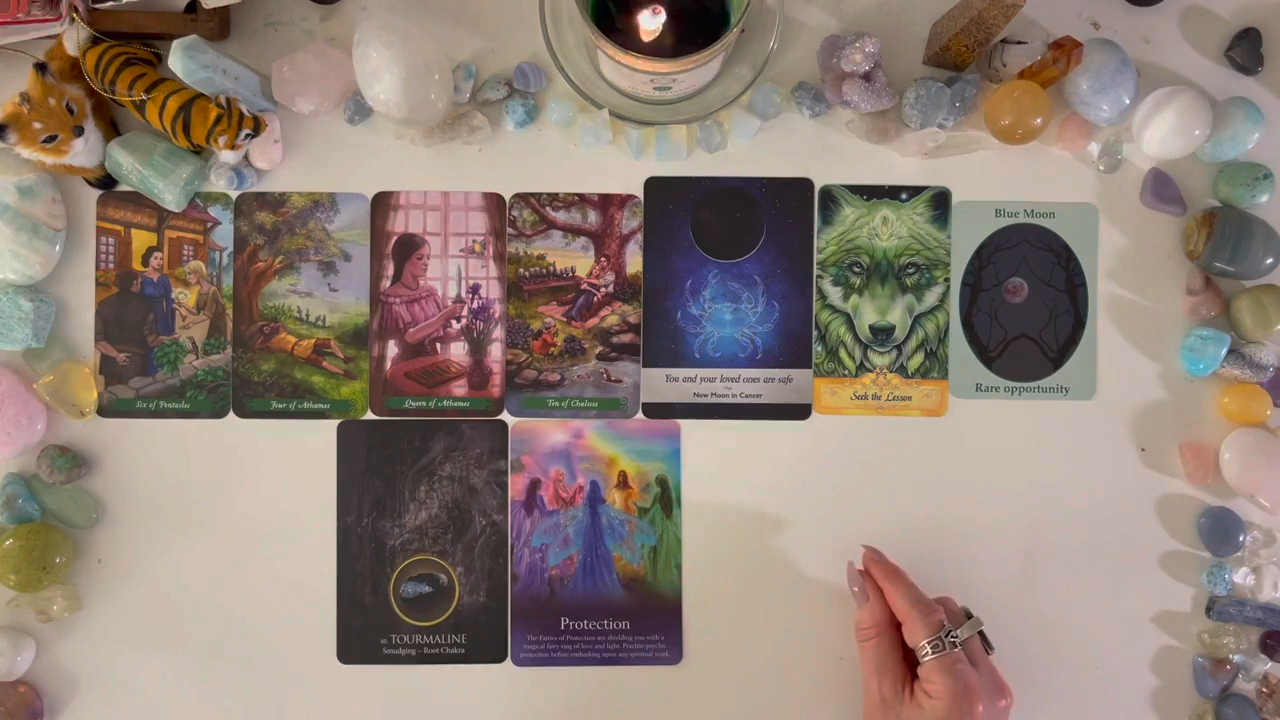 Six of Pentacles
Four of Athames
Queen of Athames
Ten of Chalices
You and your loved ones are safe
New Moon in Cancer
Seek the Lesson
Blue Moon
Rare opportunity
40. TOURMALINE
Smudging – Root Chakra
Protection
The Fairies of Protection are shielding you with a
magical fairy ring of love and light. Practise psychic
protection before embarking upon any spiritual work.